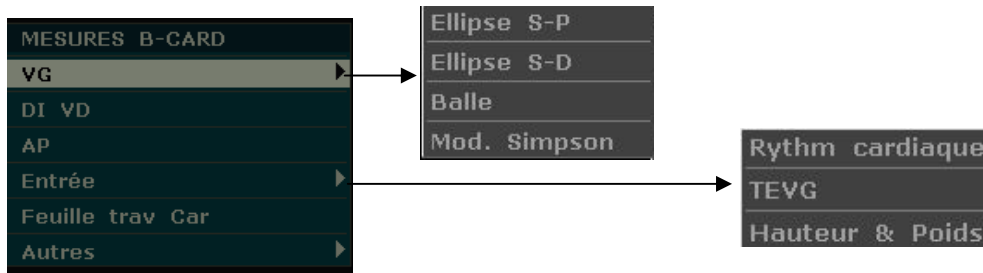 MESURES B-CARD
VG
DI VD
AP
Entrée
Feuille trav Car
Autres
Ellipse S-P
Ellipse S-D
Balle
Mod. Simpson
Rythm cardiaque
TEVG
Hauteur & Poids